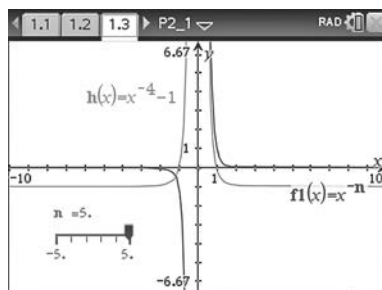 1.1 1.2 1.3 P2_1 RAD
6.67 y
h(x)=x⁻⁴−1
1
x
-10 1 10
f1(x)=x⁻ⁿ
n =5.
-5. 5.
-6.67